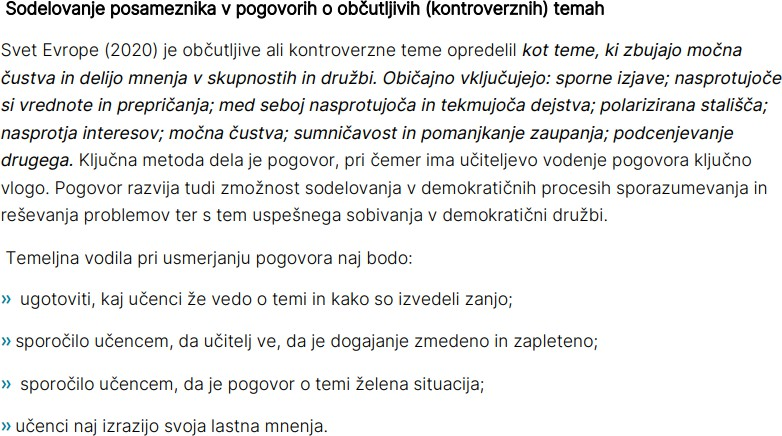 Sodelovanje posameznika v pogovorih o občutljivih (kontroverznih) temah
Svet Evrope (2020) je občutljive ali kontroverzne teme opredelil kot teme, ki zbujajo močna
čustva in delijo mnenja v skupnostih in družbi. Običajno vključujejo: sporne izjave; nasprotujoče
si vrednote in prepričanja; med seboj nasprotujoča in tekmujoča dejstva; polarizirana stališča;
nasprotja interesov; močna čustva; sumničavost in pomanjkanje zaupanja; podcenjevanje
drugega. Ključna metoda dela je pogovor, pri čemer ima učiteljevo vodenje pogovora ključno
vlogo. Pogovor razvija tudi zmožnost sodelovanja v demokratičnih procesih sporazumevanja in
reševanja problemov ter s tem uspešnega sobivanja v demokratični družbi.
Temeljna vodila pri usmerjanju pogovora naj bodo:
» ugotoviti, kaj učenci že vedo o temi in kako so izvedeli zanjo;
» sporočilo učencem, da učitelj ve, da je dogajanje zmedeno in zapleteno;
» sporočilo učencem, da je pogovor o temi želena situacija;
» učenci naj izrazijo svoja lastna mnenja.